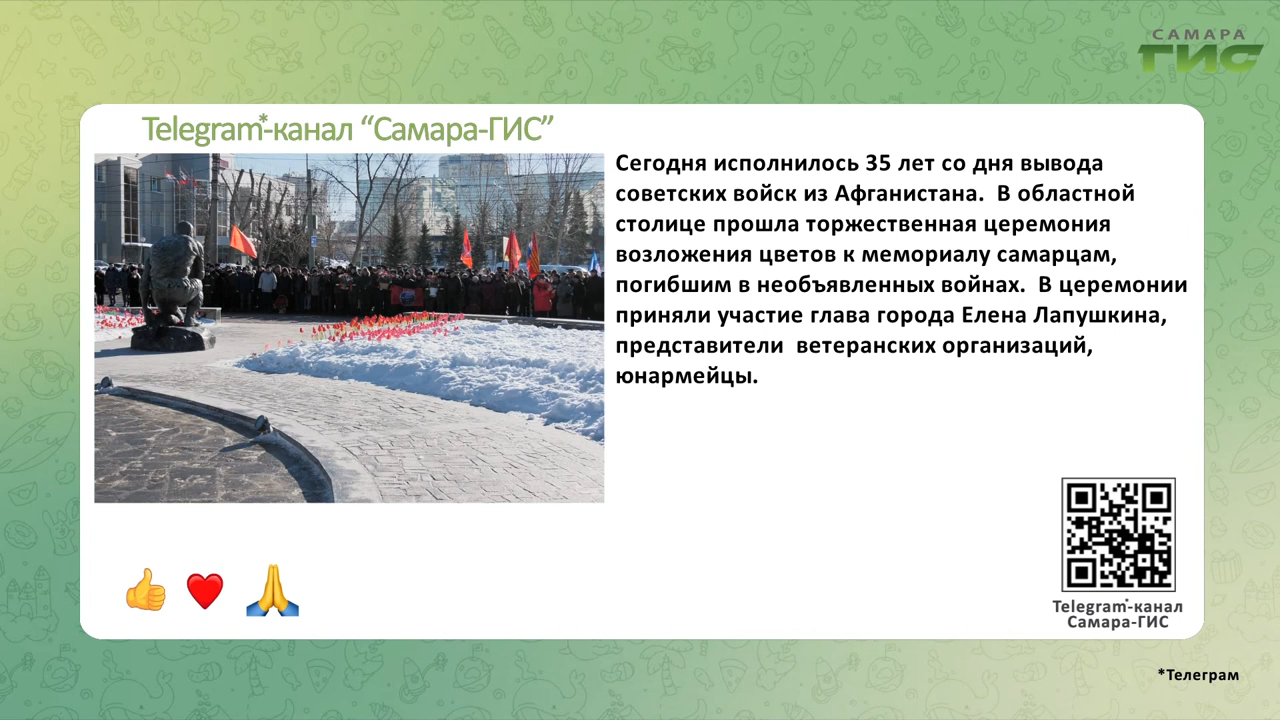 САМАРА
ГИС
Telegram*-канал “Самара-ГИС”
Сегодня исполнилось 35 лет со дня вывода
советских войск из Афганистана.  В областной
столице прошла торжественная церемония
возложения цветов к мемориалу самарцам,
погибшим в необъявленных войнах.  В церемонии
приняли участие глава города Елена Лапушкина,
представители  ветеранских организаций,
юнармейцы.
Telegram*-канал
Самара-ГИС
*Телеграм